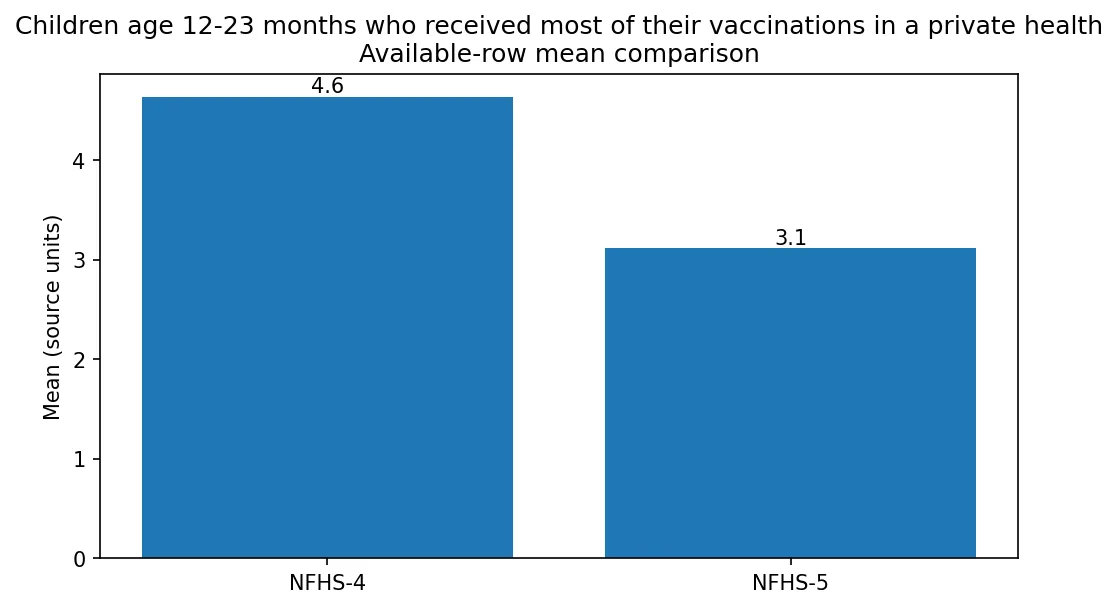 Children age 12-23 months who received most of their vaccinations in a private health
Available-row mean comparison
4.6
3.1
Mean (source units)
4
3
2
1
0
NFHS-4
NFHS-5